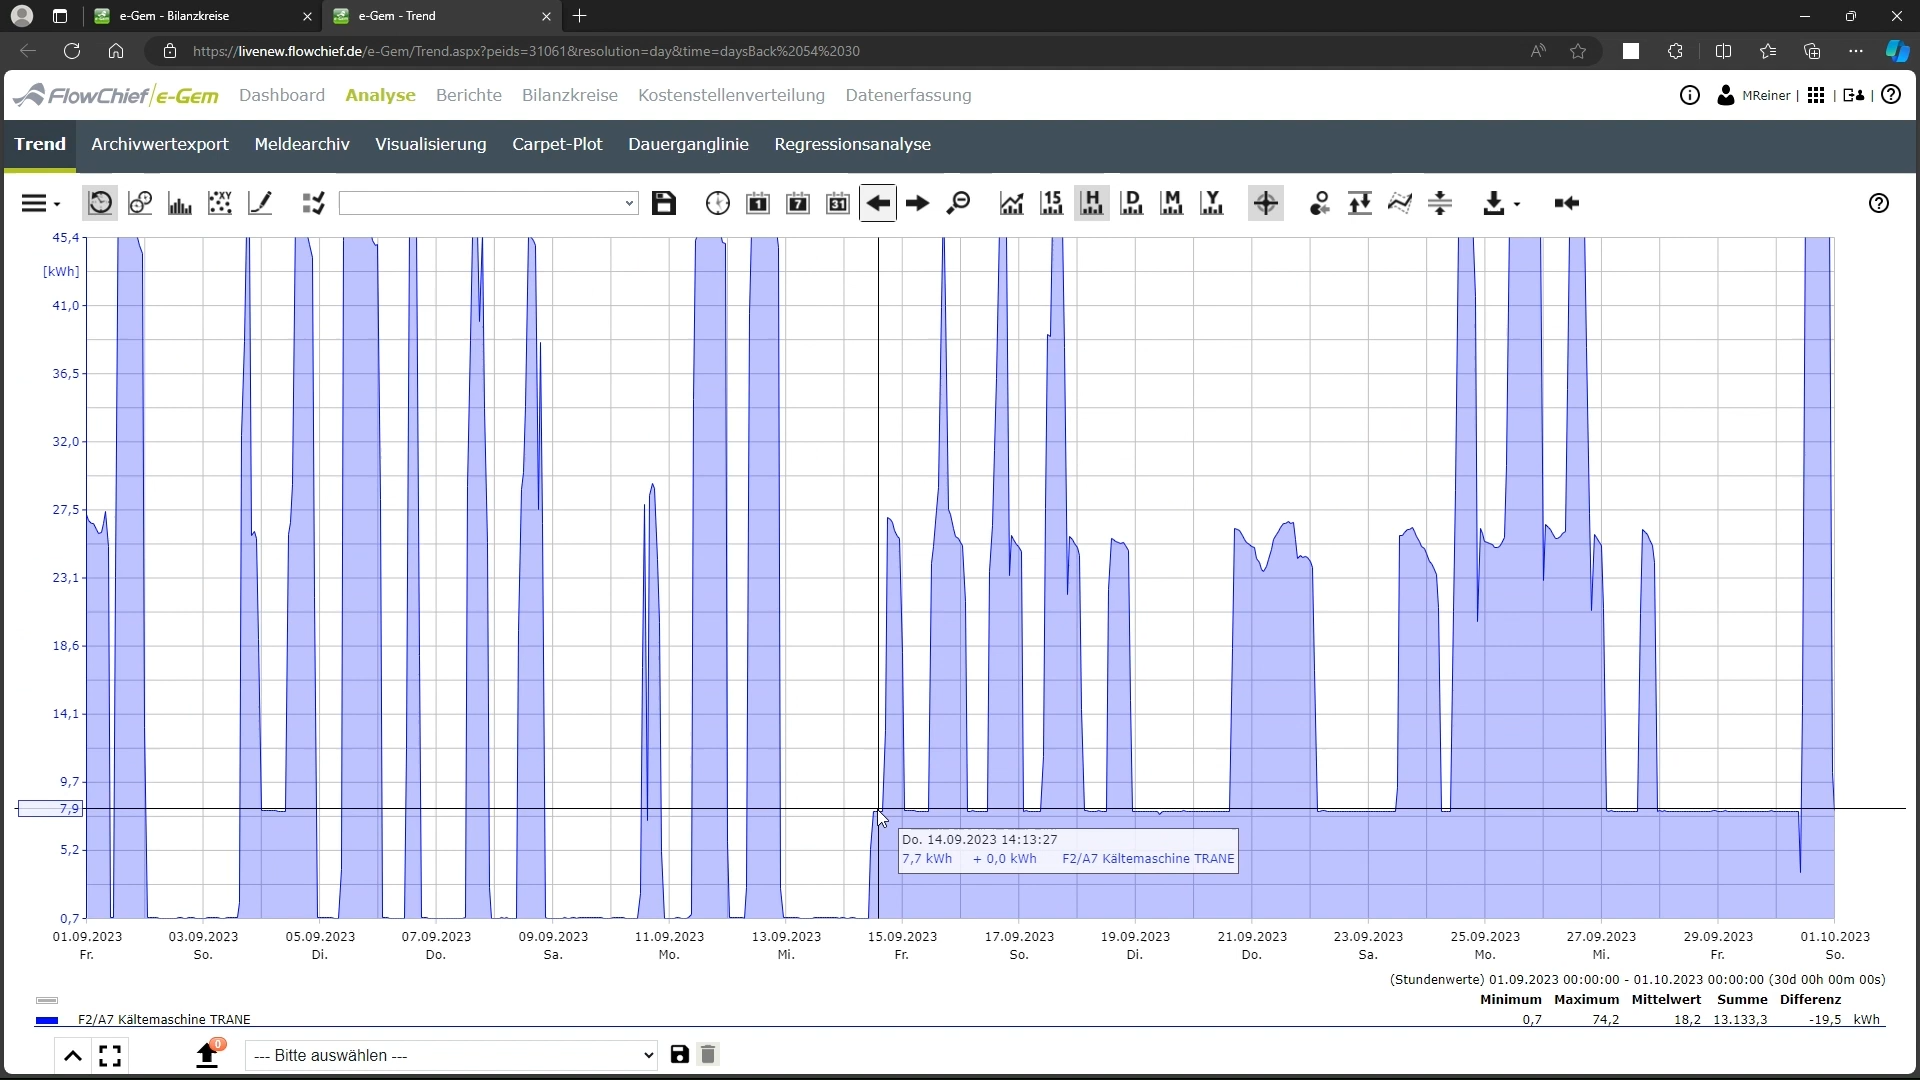 e-Gem - Bilanzkreise
e-Gem - Trend
https://livenew.flowchief.de/e-Gem/Trend.aspx?peids=31061&resolution=day&time=daysBack%2054%2030
FlowChief/e-Gem
Dashboard Analyse Berichte Bilanzkreise Kostenstellenverteilung Datenerfassung
MReiner
Trend Archivwertexport Meldearchiv Visualisierung Carpet-Plot Dauerganglinie Regressionsanalyse
XY 1 7 31 15 H D M Y
45,4
[kWh]
41,0
36,5
32,0
27,5
23,1
18,6
14,1
9,7
7,9
5,2
0,7
Do. 14.09.2023 14:13:27
7,7 kWh + 0,0 kWh F2/A7 Kältemaschine TRANE
01.09.2023 03.09.2023 05.09.2023 07.09.2023 09.09.2023 11.09.2023 13.09.2023 15.09.2023 17.09.2023 19.09.2023 21.09.2023 23.09.2023 25.09.2023 27.09.2023 29.09.2023 01.10.2023
Fr. So. Di. Do. Sa. Mo. Mi. Fr. So. Di. Do. Sa. Mo. Mi. Fr. So.
(Stundenwerte) 01.09.2023 00:00:00 - 01.10.2023 00:00:00 (30d 00h 00m 00s)
Minimum Maximum Mittelwert Summe Differenz
F2/A7 Kältemaschine TRANE 0,7 74,2 18,2 13.133,3 -19,5 kWh
0
--- Bitte auswählen ---